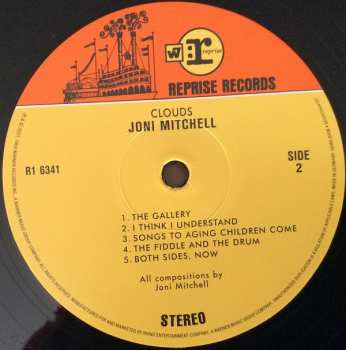 W
r
reprise
REPRISE RECORDS
CLOUDS
JONI MITCHELL
R1 6341
SIDE
2
1. THE GALLERY
2. I THINK I UNDERSTAND
3. SONGS TO AGING CHILDREN COME
4. THE FIDDLE AND THE DRUM
5. BOTH SIDES, NOW
All compositions by
Joni Mitchell
STEREO